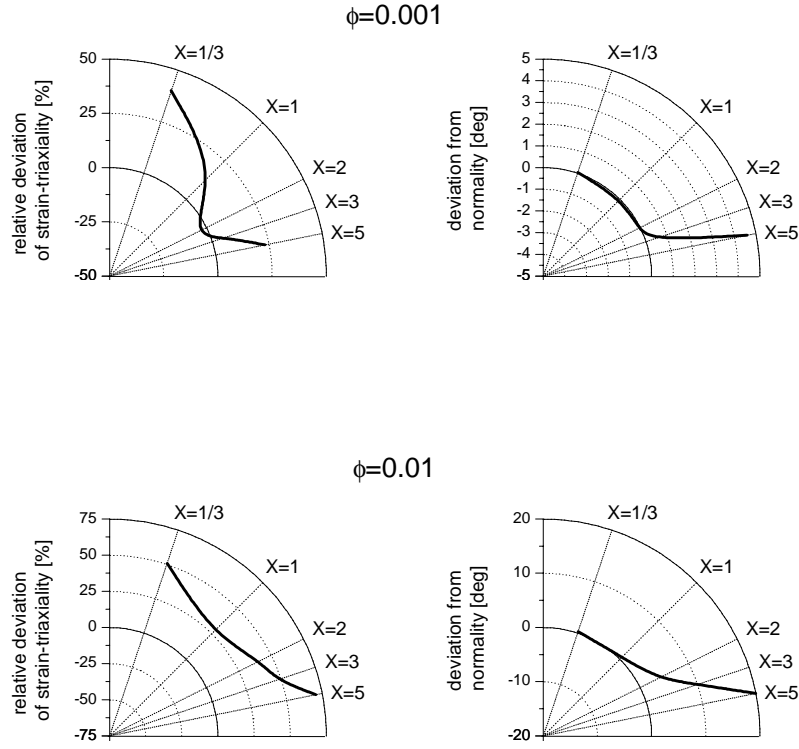 ϕ=0.001
relative deviation
of strain-triaxiality [%]
50
25
0
-25
-50
X=1/3
X=1
X=2
X=3
X=5
deviation from
normality [deg]
5
4
3
2
1
0
-1
-2
-3
-4
-5
X=1/3
X=1
X=2
X=3
X=5
ϕ=0.01
relative deviation
of strain-triaxiality [%]
75
50
25
0
-25
-50
-75
X=1/3
X=1
X=2
X=3
X=5
deviation from
normality [deg]
20
10
0
-10
-20
X=1/3
X=1
X=2
X=3
X=5